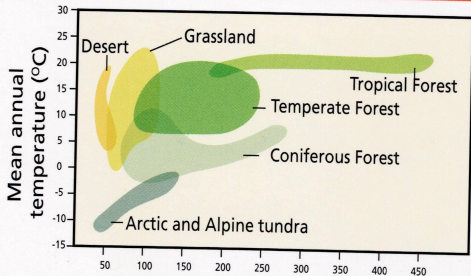 Mean annual
temperature (ºC)
30
25
20
15
10
5
0
-5
-10
-15
Desert
Grassland
Tropical Forest
Temperate Forest
Coniferous Forest
Arctic and Alpine tundra
50 100 150 200 250 300 350 400 450